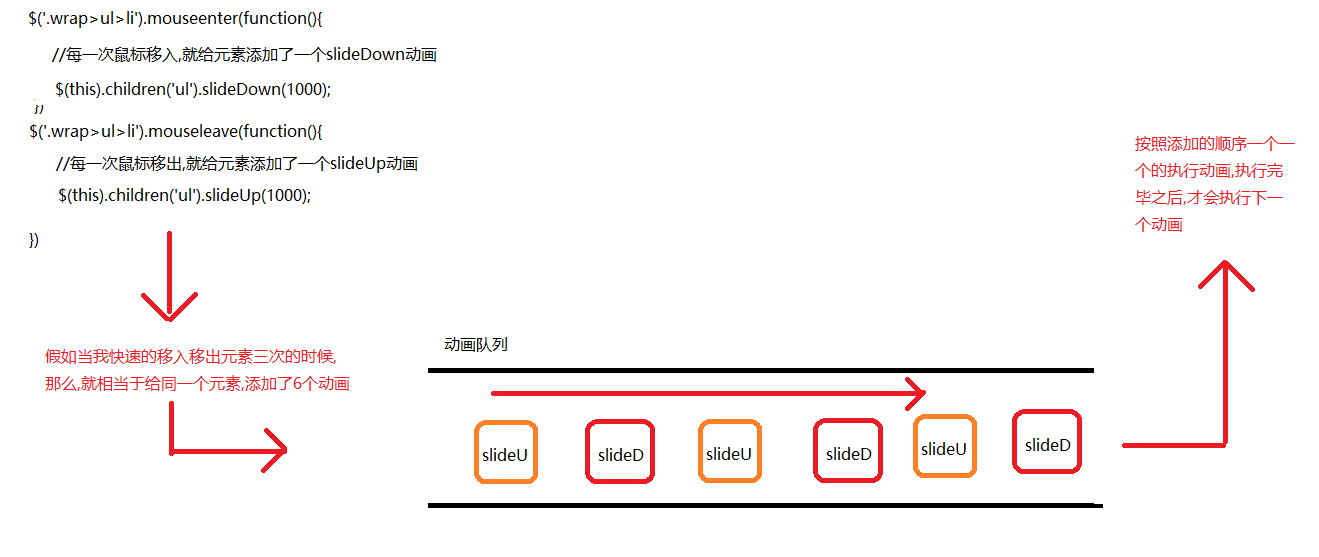 $('.wrap>ul>li').mouseenter(function(){
//每一次鼠标移入,就给元素添加了一个slideDown动画
$(this).children('ul').slideDown(1000);
})
$('.wrap>ul>li').mouseleave(function(){
//每一次鼠标移出,就给元素添加了一个slideUp动画
$(this).children('ul').slideUp(1000);
})
假如当我快速的移入移出元素三次的时候,
那么,就相当于给同一个元素,添加了6个动画
动画队列
slideU slideD slideU slideD slideU slideD
按照添加的顺序一个一
个的执行动画,执行完
毕之后,才会执行下一
个动画